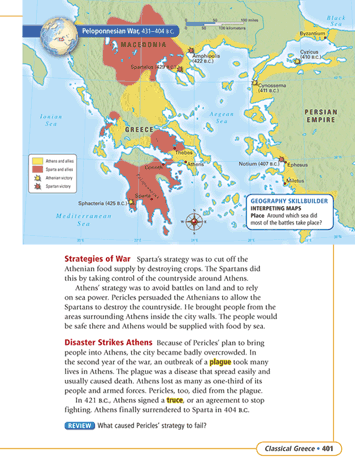 Peloponnesian War, 431–404 B.C.
100 miles
100 kilometers
Black
Sea
Byzantium
MACEDONIA
Amphipolis
(422 B.C.)
Cyzicus
(410 B.C.)
Cynossema
(411 B.C.)
PERSIAN
EMPIRE
Ionian
Sea
Aegean
Sea
GREECE
Thebes
Athens
Corinth
Sparta
Notium (407 B.C.)
Ephesus
Miletus
Sphacteria (425 B.C.)
Mediterranean
Sea
Athens and allies
Sparta and allies
Athenian victory
Spartan victory
GEOGRAPHY SKILLBUILDER
INTERPETING MAPS
Place Around which sea did
most of the battles take place?
Strategies of War Sparta's strategy was to cut off the
Athenian food supply by destroying crops. The Spartans did
this by taking control of the countryside around Athens.
Athens' strategy was to avoid battles on land and to rely
on sea power. Pericles persuaded the Athenians to allow the
Spartans to destroy the countryside. He brought people from the
areas surrounding Athens inside the city walls. The people would
be safe there and Athens would be supplied with food by sea.
Disaster Strikes Athens Because of Pericles' plan to bring
people into Athens, the city became badly overcrowded. In
the second year of the war, an outbreak of a plague took many
lives in Athens. The plague was a disease that spread easily and
usually caused death. Athens lost as many as one-third of its
people and armed forces. Pericles, too, died from the plague.
In 421 B.C., Athens signed a truce, or an agreement to stop
fighting. Athens finally surrendered to Sparta in 404 B.C.
REVIEW What caused Pericles' strategy to fail?
Classical Greece • 401